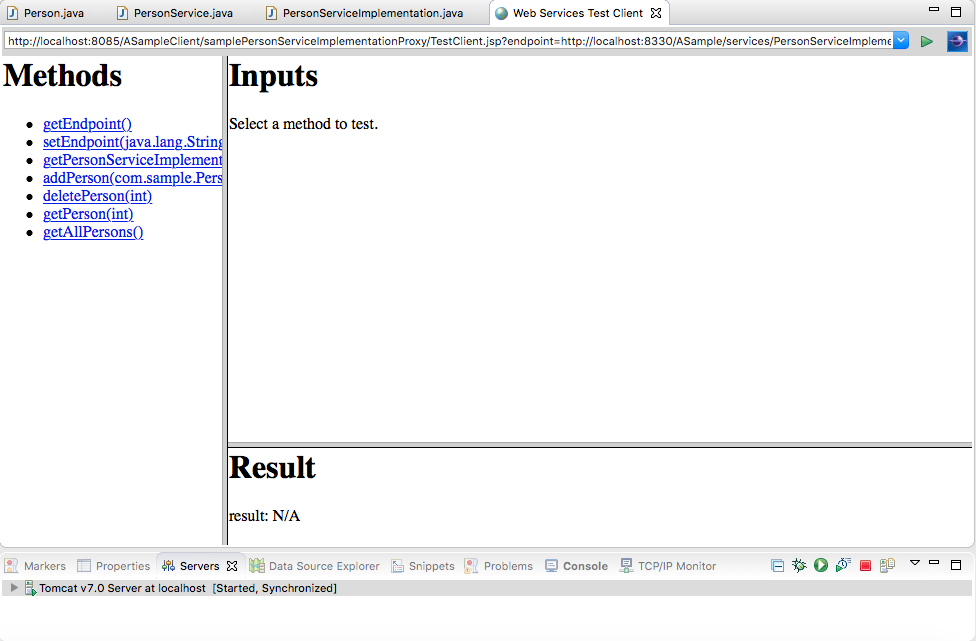 Person.java PersonService.java PersonServiceImplementation.java Web Services Test Client
http://localhost:8085/ASampleClient/samplePersonServiceImplementationProxy/TestClient.jsp?endpoint=http://localhost:8330/ASample/services/PersonServiceImpleme
Methods
getEndpoint()
setEndpoint(java.lang.String
getPersonServiceImplement
addPerson(com.sample.Pers
deletePerson(int)
getPerson(int)
getAllPersons()
Inputs
Select a method to test.
Result
result: N/A
Markers Properties Servers Data Source Explorer Snippets Problems Console TCP/IP Monitor
Tomcat v7.0 Server at localhost [Started, Synchronized]